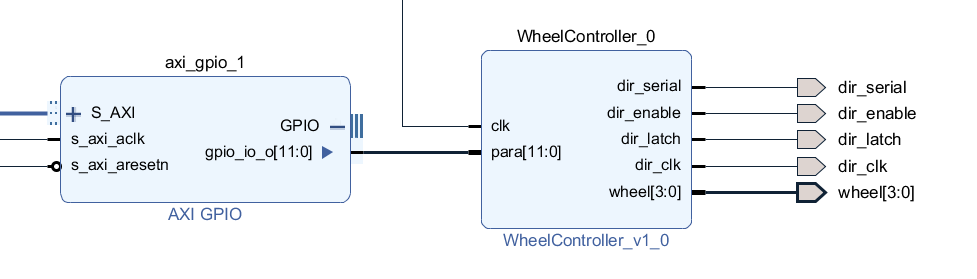 axi_gpio_1
S_AXI
s_axi_aclk
s_axi_aresetn
GPIO
gpio_io_o[11:0]
AXI GPIO
WheelController_0
clk
para[11:0]
dir_serial
dir_enable
dir_latch
dir_clk
wheel[3:0]
WheelController_v1_0
dir_serial
dir_enable
dir_latch
dir_clk
wheel[3:0]